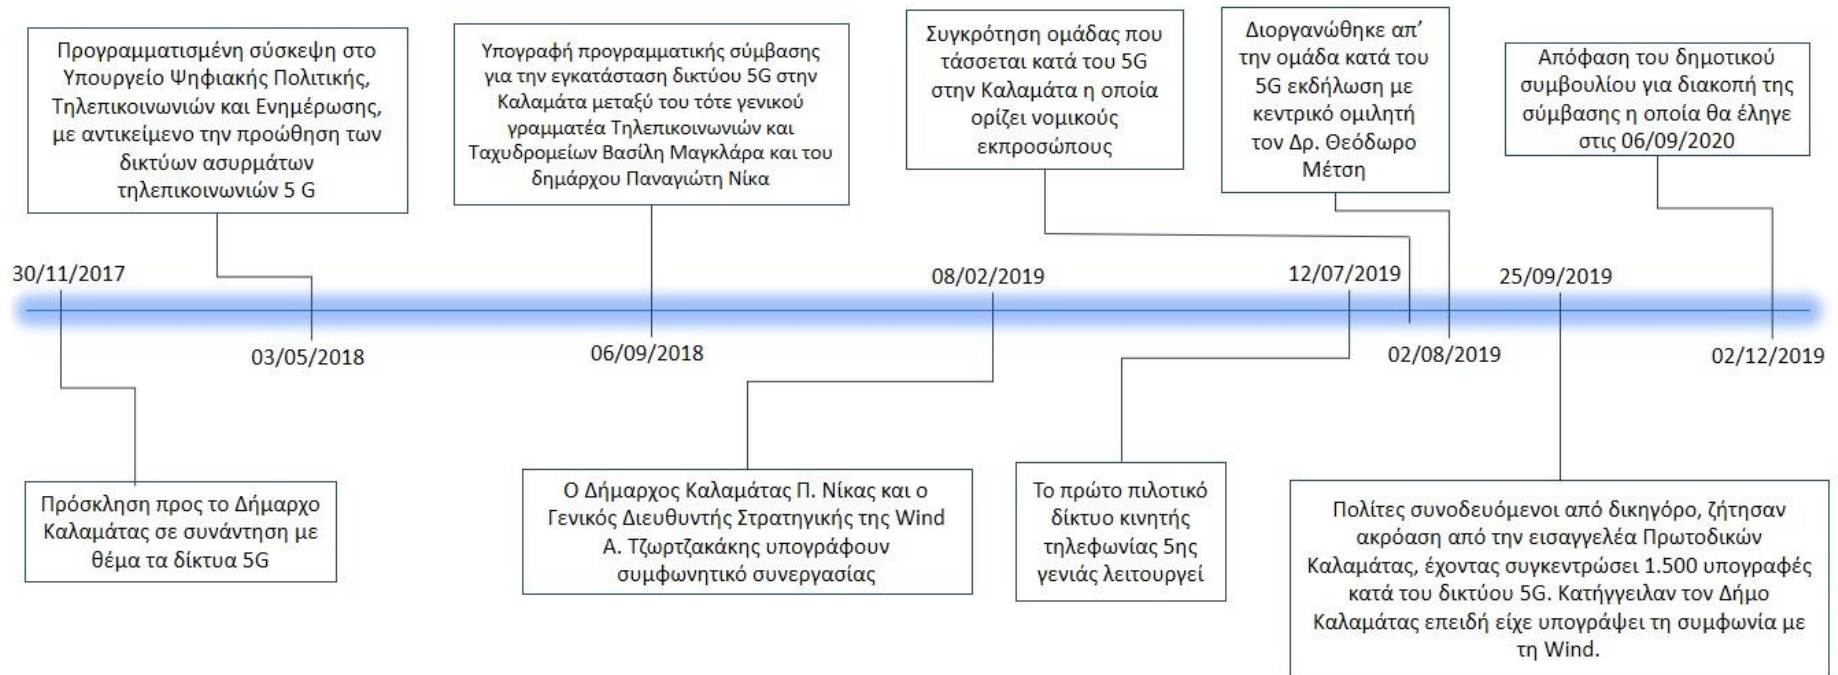 Προγραμματισμένη σύσκεψη στο
Υπουργείο Ψηφιακής Πολιτικής,
Τηλεπικοινωνιών και Ενημέρωσης,
με αντικείμενο την προώθηση των
δικτύων ασυρμάτων
τηλεπικοινωνιών 5 G
Υπογραφή προγραμματικής σύμβασης
για την εγκατάσταση δικτύου 5G στην
Καλαμάτα μεταξύ του τότε γενικού
γραμματέα Τηλεπικοινωνιών και
Ταχυδρομείων Βασίλη Μαγκλάρα και του
δημάρχου Παναγιώτη Νίκα
Συγκρότηση ομάδας που
τάσσεται κατά του 5G
στην Καλαμάτα η οποία
ορίζει νομικούς
εκπροσώπους
Διοργανώθηκε απ’
την ομάδα κατά του
5G εκδήλωση με
κεντρικό ομιλητή
τον Δρ. Θεόδωρο
Μέτση
Απόφαση του δημοτικού
συμβουλίου για διακοπή της
σύμβασης η οποία θα έληγε
στις 06/09/2020
30/11/2017
08/02/2019
12/07/2019
25/09/2019
03/05/2018
06/09/2018
02/08/2019
02/12/2019
Πρόσκληση προς το Δήμαρχο
Καλαμάτας σε συνάντηση με
θέμα τα δίκτυα 5G
Ο Δήμαρχος Καλαμάτας Π. Νίκας και ο
Γενικός Διευθυντής Στρατηγικής της Wind
Α. Τζωρτζακάκης υπογράφουν
συμφωνητικό συνεργασίας
Το πρώτο πιλοτικό
δίκτυο κινητής
τηλεφωνίας 5ης
γενιάς λειτουργεί
Πολίτες συνοδευόμενοι από δικηγόρο, ζήτησαν
ακρόαση από την εισαγγελέα Πρωτοδικών
Καλαμάτας, έχοντας συγκεντρώσει 1.500 υπογραφές
κατά του δικτύου 5G. Κατήγγειλαν τον Δήμο
Καλαμάτας επειδή είχε υπογράψει τη συμφωνία με
τη Wind.